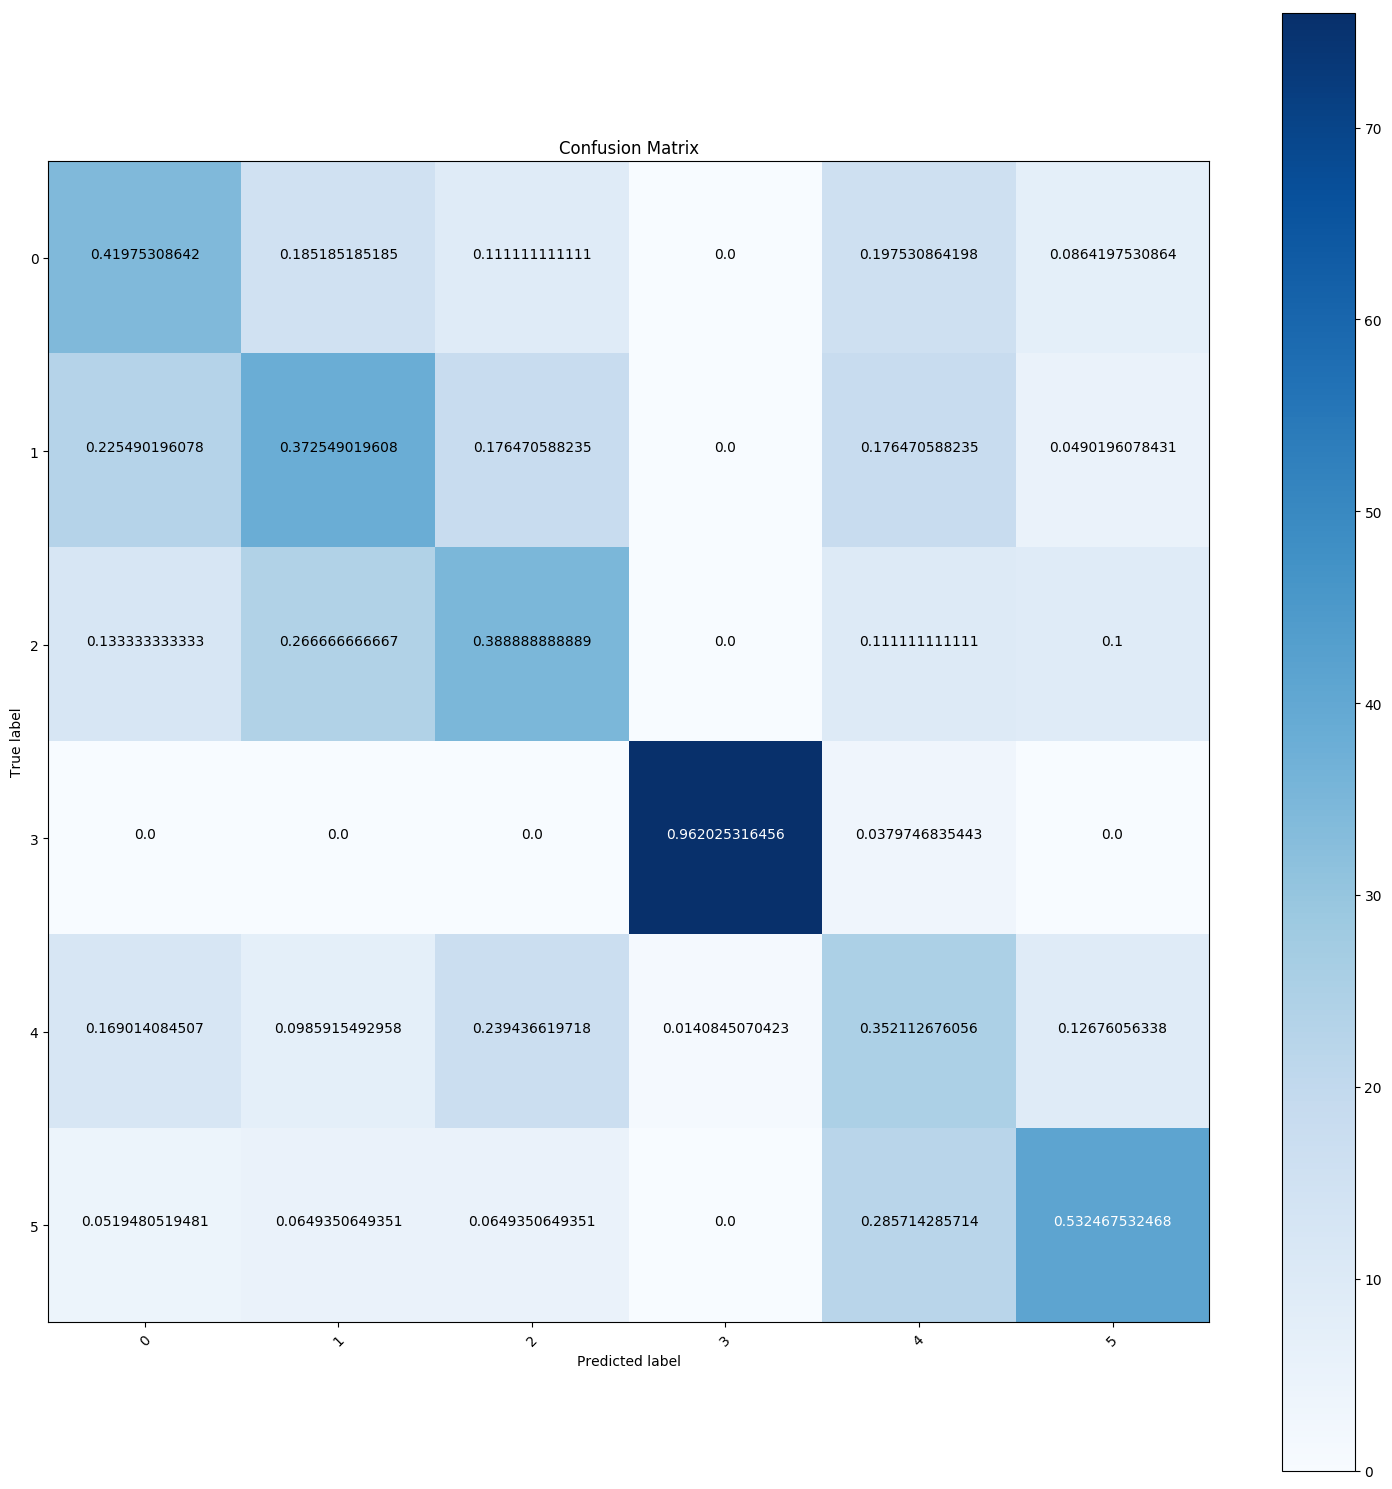 Confusion Matrix
0 0.41975308642 0.185185185185 0.111111111111 0.0 0.197530864198 0.0864197530864
1 0.225490196078 0.372549019608 0.176470588235 0.0 0.176470588235 0.0490196078431
2 0.133333333333 0.266666666667 0.388888888889 0.0 0.111111111111 0.1
3 0.0 0.0 0.0 0.962025316456 0.0379746835443 0.0
4 0.169014084507 0.0985915492958 0.239436619718 0.0140845070423 0.352112676056 0.12676056338
5 0.0519480519481 0.0649350649351 0.0649350649351 0.0 0.285714285714 0.532467532468
0 1 2 3 4 5
Predicted label
True label
70
60
50
40
30
20
10
0